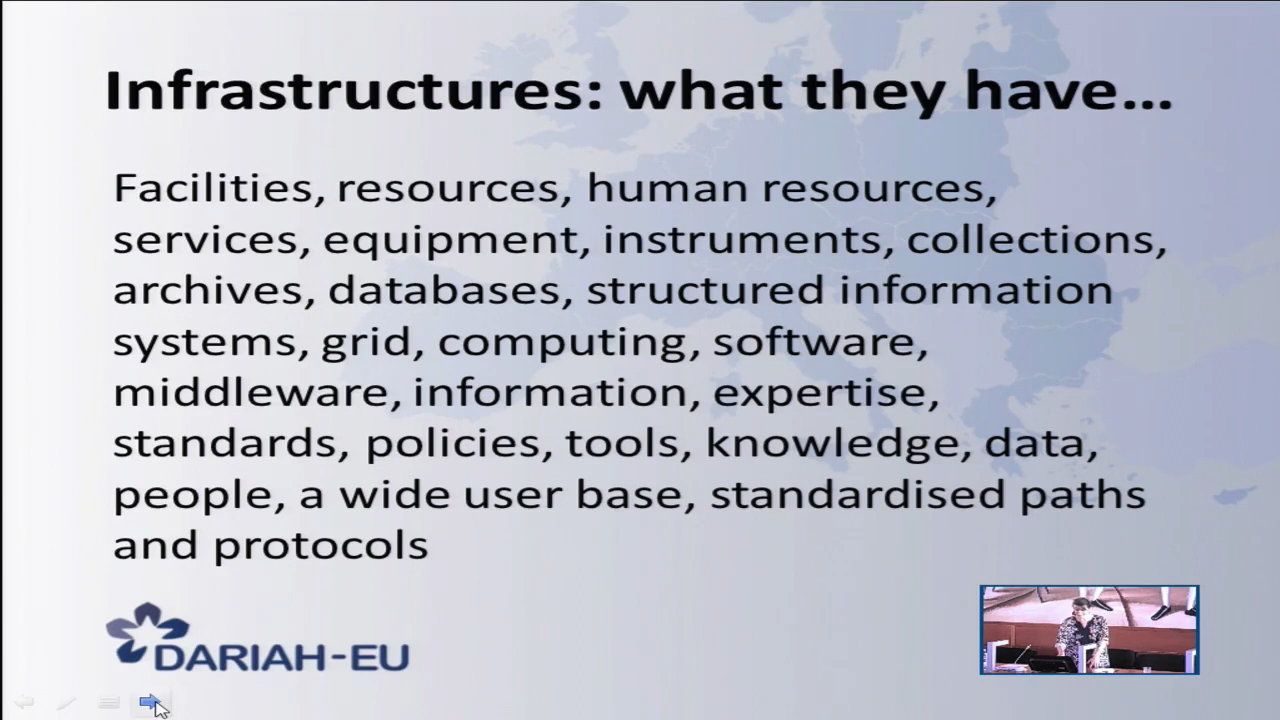 Infrastructures: what they have…
Facilities, resources, human resources,
services, equipment, instruments, collections,
archives, databases, structured information
systems, grid, computing, software,
middleware, information, expertise,
standards, policies, tools, knowledge, data,
people, a wide user base, standardised paths
and protocols
DARIAH-EU